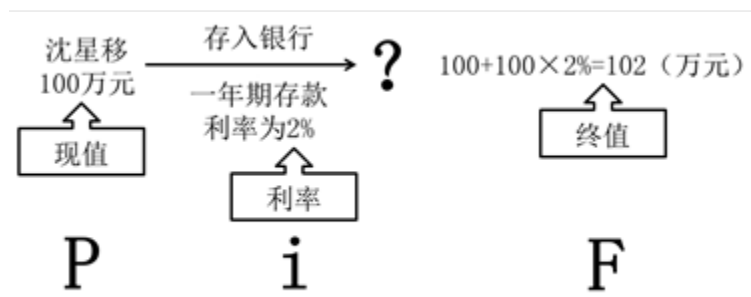 沈星移
100万元
存入银行
一年期存款
利率为2%
?
100+100×2%=102（万元）
现值
利率
终值
P
i
F